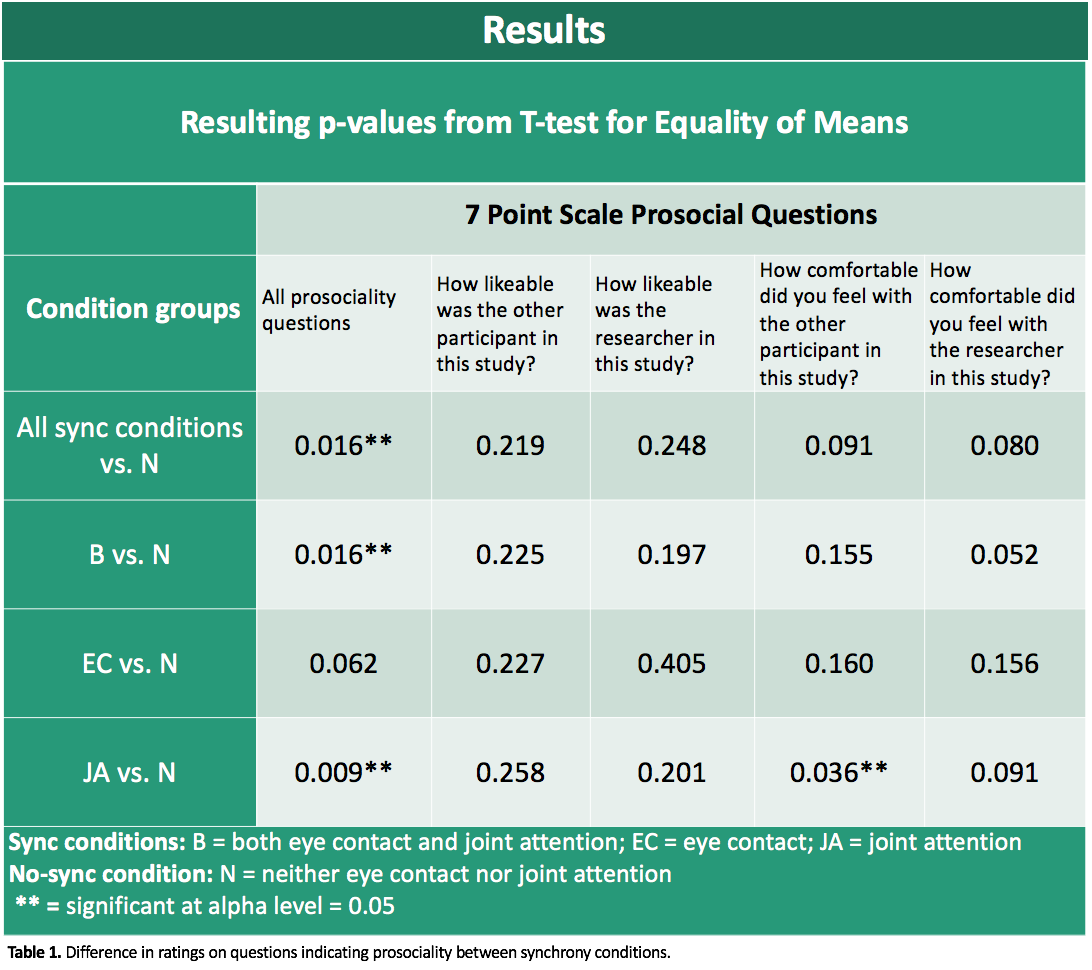 Results
Resulting p-values from T-test for Equality of Means
7 Point Scale Prosocial Questions
Condition groups
All prosociality
questions
How likeable
was the other
participant in
this study?
How likeable
was the
researcher in
this study?
How comfortable
did you feel with
the other
participant in
this study?
How
comfortable did
you feel with
the researcher
in this study?
All sync conditions
vs. N
0.016**
0.219
0.248
0.091
0.080
B vs. N
0.016**
0.225
0.197
0.155
0.052
EC vs. N
0.062
0.227
0.405
0.160
0.156
JA vs. N
0.009**
0.258
0.201
0.036**
0.091
Sync conditions: B = both eye contact and joint attention; EC = eye contact; JA = joint attention
No-sync condition: N = neither eye contact nor joint attention
** = significant at alpha level = 0.05
Table 1. Difference in ratings on questions indicating prosociality between synchrony conditions.